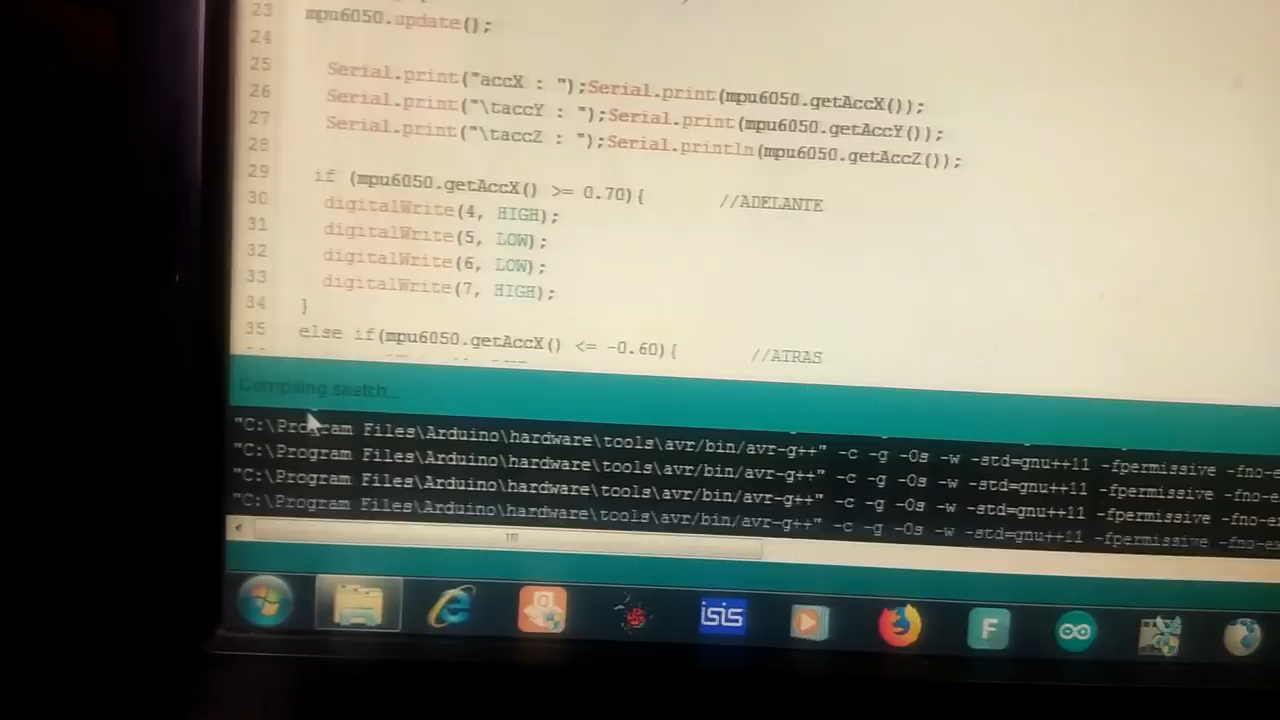 23 mpu6050.update();
24
25 Serial.print("accX : ");Serial.print(mpu6050.getAccX());
26 Serial.print("\taccY : ");Serial.print(mpu6050.getAccY());
27 Serial.print("\taccZ : ");Serial.println(mpu6050.getAccZ());
28
29 if (mpu6050.getAccX() >= 0.70){ //ADELANTE
30 digitalWrite(4, HIGH);
31 digitalWrite(5, LOW);
32 digitalWrite(6, LOW);
33 digitalWrite(7, HIGH);
34 }
35 else if(mpu6050.getAccX() <= -0.60){ //ATRAS
Compiling sketch...
"C:\Program Files\Arduino\hardware\tools\avr/bin/avr-g++" -c -g -Os -w -std=gnu++11 -fpermissive -fno-e
"C:\Program Files\Arduino\hardware\tools\avr/bin/avr-g++" -c -g -Os -w -std=gnu++11 -fpermissive -fno-e
"C:\Program Files\Arduino\hardware\tools\avr/bin/avr-g++" -c -g -Os -w -std=gnu++11 -fpermissive -fno-e
"C:\Program Files\Arduino\hardware\tools\avr/bin/avr-g++" -c -g -Os -w -std=gnu++11 -fpermissive -fno-ex
isis
F